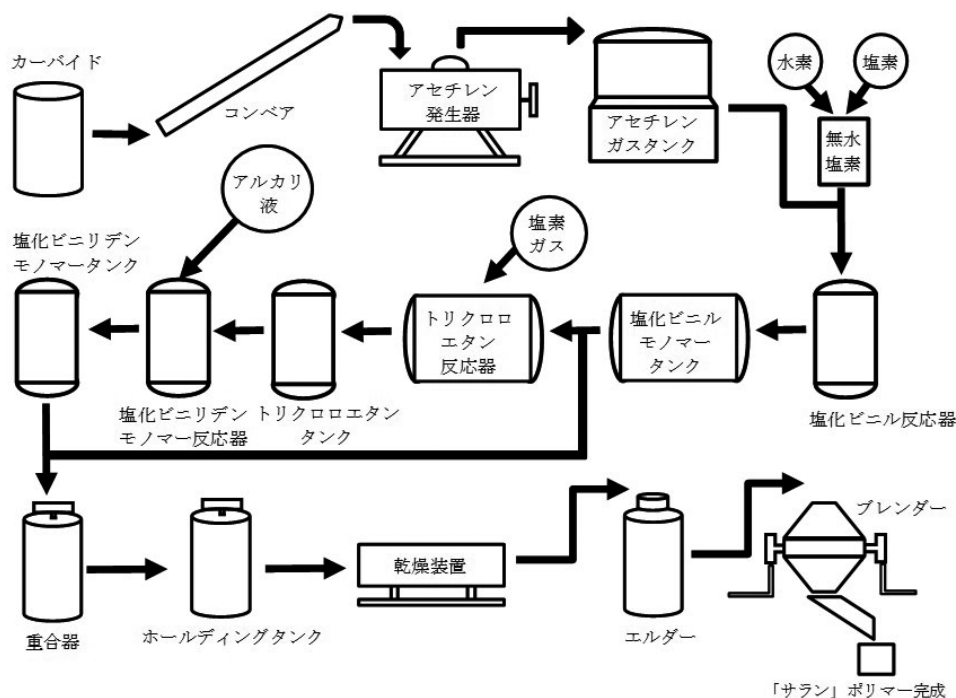 カーバイド
コンベア
アセチレン
発生器
アセチレン
ガスタンク
水素
塩素
無水
塩素
アルカリ
液
塩素
ガス
塩化ビニリデン
モノマータンク
塩化ビニリデン
モノマー反応器
トリクロロエタン
タンク
トリクロロ
エタン
反応器
塩化ビニル
モノマー
タンク
塩化ビニル反応器
重合器
ホールディングタンク
乾燥装置
エルダー
ブレンダー
「サラン」ポリマー完成